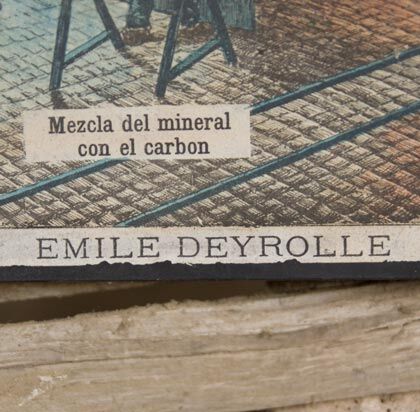 Mezcla del mineral
con el carbon
EMILE DEYROLLE